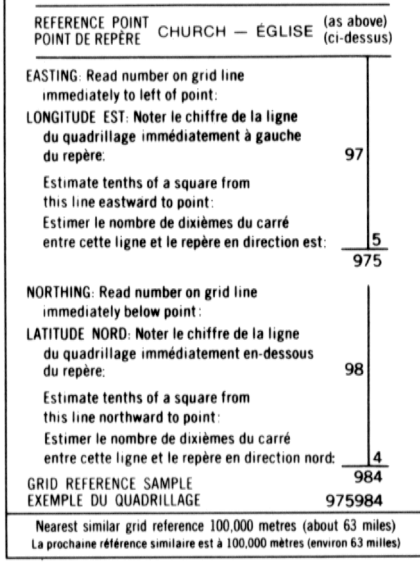 REFERENCE POINT CHURCH — ÉGLISE (as above)
POINT DE REPÈRE (ci-dessus)
EASTING: Read number on grid line
immediately to left of point:
LONGITUDE EST: Noter le chiffre de la ligne
du quadrillage immédiatement à gauche
du repère: 97
Estimate tenths of a square from
this line eastward to point:
Estimer le nombre de dixièmes du carré
entre cette ligne et le repère en direction est: 5
975
NORTHING: Read number on grid line
immediately below point:
LATITUDE NORD: Noter le chiffre de la ligne
du quadrillage immédiatement en-dessous
du repère: 98
Estimate tenths of a square from
this line northward to point:
Estimer le nombre de dixièmes du carré
entre cette ligne et le repère en direction nord: 4
GRID REFERENCE SAMPLE 984
EXEMPLE DU QUADRILLAGE 975984
Nearest similar grid reference 100,000 metres (about 63 miles)
La prochaine référence similaire est à 100,000 mètres (environ 63 milles)